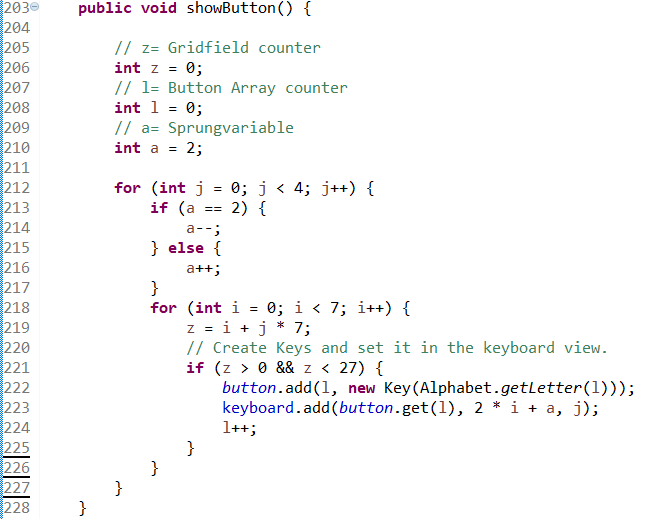 203 public void showButton() {
204
205 // z= Gridfield counter
206 int z = 0;
207 // l= Button Array counter
208 int l = 0;
209 // a= Sprungvariable
210 int a = 2;
211
212 for (int j = 0; j < 4; j++) {
213 if (a == 2) {
214 a--;
215 } else {
216 a++;
217 }
218 for (int i = 0; i < 7; i++) {
219 z = i + j * 7;
220 // Create Keys and set it in the keyboard view.
221 if (z > 0 && z < 27) {
222 button.add(l, new Key(Alphabet.getLetter(l)));
223 keyboard.add(button.get(l), 2 * i + a, j);
224 l++;
225 }
226 }
227 }
228 }